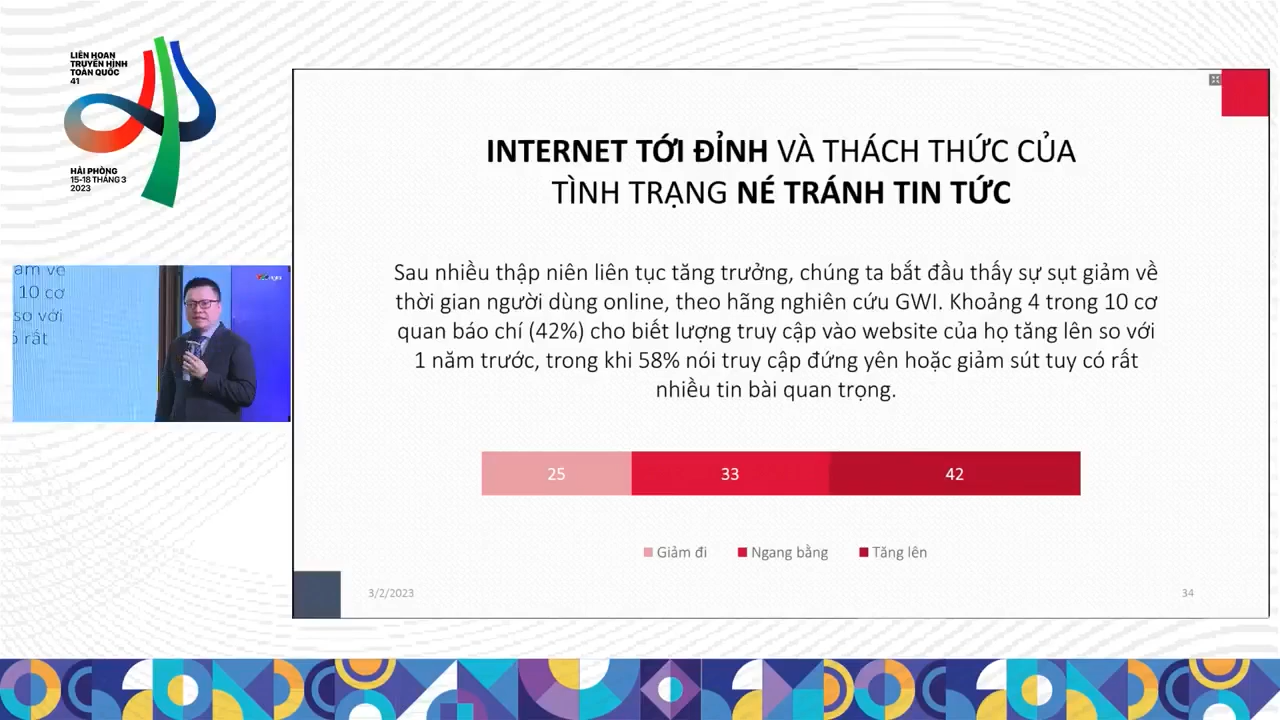 LIÊN HOAN
TRUYỀN HÌNH
TOÀN QUỐC
41
HẢI PHÒNG
15-18 THÁNG 3
2023
INTERNET TỚI ĐỈNH VÀ THÁCH THỨC CỦA
TÌNH TRẠNG NÉ TRÁNH TIN TỨC
Sau nhiều thập niên liên tục tăng trưởng, chúng ta bắt đầu thấy sự sụt giảm về
thời gian người dùng online, theo hãng nghiên cứu GWI. Khoảng 4 trong 10 cơ
quan báo chí (42%) cho biết lượng truy cập vào website của họ tăng lên so với
1 năm trước, trong khi 58% nói truy cập đứng yên hoặc giảm sút tuy có rất
nhiều tin bài quan trọng.
25 33 42
Giảm đi Ngang bằng Tăng lên
3/2/2023 34
10 cơ
so với
rất